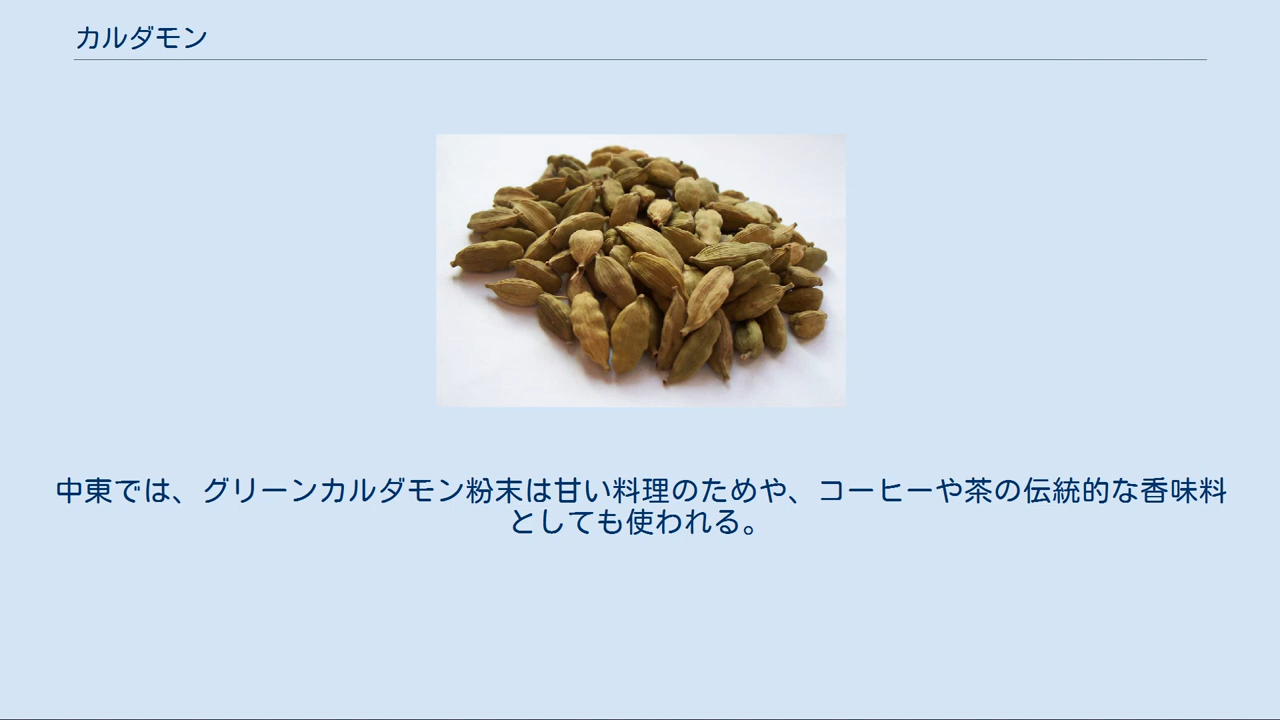 カルダモン
中東では、グリーンカルダモン粉末は甘い料理のためや、コーヒーや茶の伝統的な香味料
としても使われる。